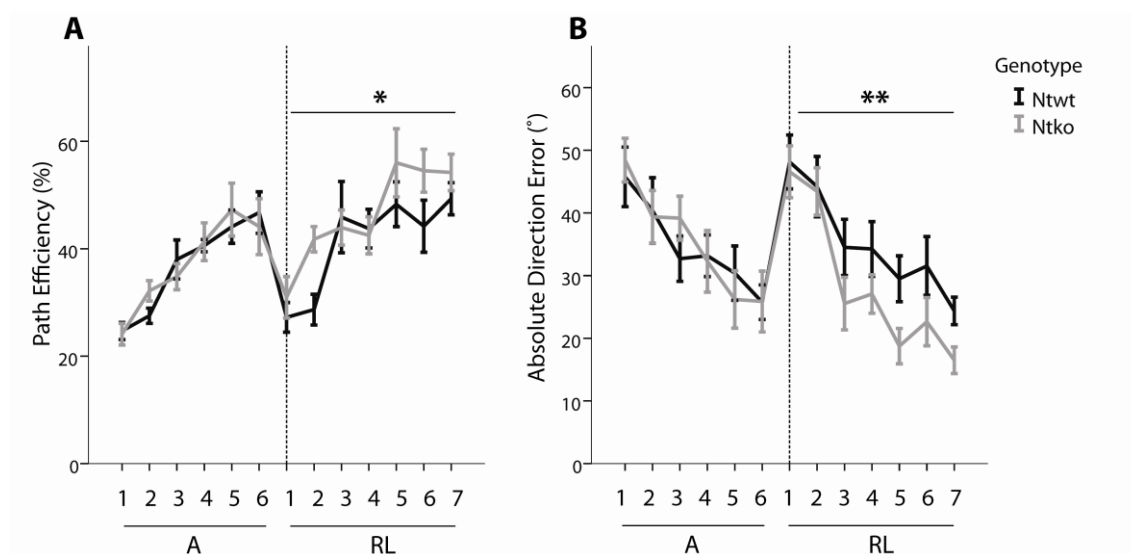 A
Path Efficiency (%)
60
40
20
0
*
1 2 3 4 5 6 1 2 3 4 5 6 7
A RL
B
Absolute Direction Error (°)
60
50
40
30
20
10
0
**
1 2 3 4 5 6 1 2 3 4 5 6 7
A RL
Genotype
Ntwt
Ntko